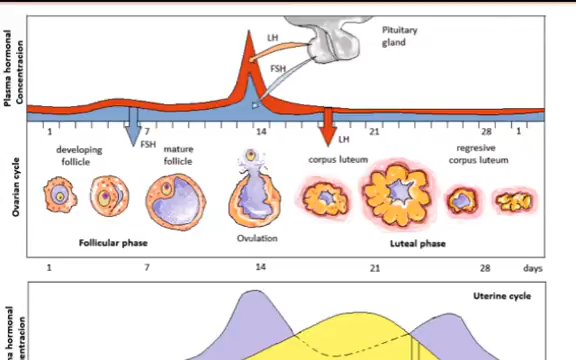 Plasma hormonal
Concentracion
LH
Pituitary
gland
FSH
1 7 14 21 28 1
FSH
LH
Ovarian cycle
developing
follicle
mature
follicle
corpus luteum
regresive
corpus luteum
Follicular phase
Ovulation
Luteal phase
1 7 14 21 28 days
Uterine cycle
hormonal